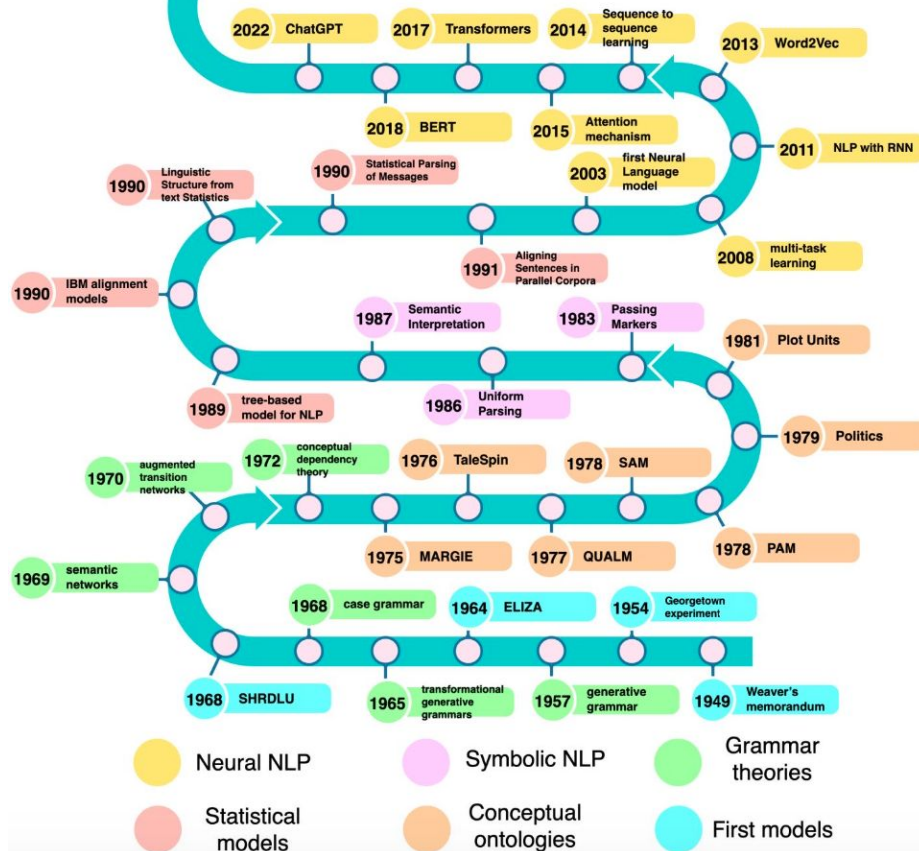 2022 ChatGPT
2017 Transformers
2014 Sequence to
sequence
learning
2013 Word2Vec
2018 BERT
2015 Attention
mechanism
2011 NLP with RNN
1990 Linguistic
Structure from
text Statistics
1990 Statistical Parsing
of Messages
2003 first Neural
Language
model
2008 multi-task
learning
1991 Aligning
Sentences in
Parallel Corpora
1990 IBM alignment
models
1987 Semantic
Interpretation
1983 Passing
Markers
1981 Plot Units
1989 tree-based
model for NLP
1986 Uniform
Parsing
1979 Politics
1970 augmented
transition
networks
1972 conceptual
dependency
theory
1976 TaleSpin
1978 SAM
1975 MARGIE
1977 QUALM
1978 PAM
1969 semantic
networks
1968 case grammar
1964 ELIZA
1954 Georgetown
experiment
1968 SHRDLU
1965 transformational
generative
grammars
1957 generative
grammar
1949 Weaver's
memorandum
Neural NLP
Symbolic NLP
Grammar
theories
Statistical
models
Conceptual
ontologies
First models